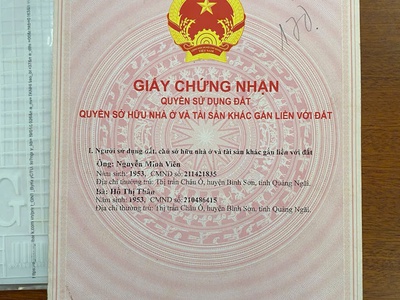 170.
GIẤY CHỨNG NHẬN
QUYỀN SỬ DỤNG ĐẤT
QUYỀN SỞ HỮU NHÀ Ở VÀ TÀI SẢN KHÁC GẮN LIỀN VỚI ĐẤT
I. Người sử dụng đất, chủ sở hữu nhà ở và tài sản khác gắn liền với đất
Ông: Nguyễn Minh Viên
Năm sinh: 1953, CMND số: 211421835
Địa chỉ thường trú: Thị trấn Châu Ổ, huyện Bình Sơn, tỉnh Quảng Ngãi.
Bà: Hồ Thị Thân
Năm sinh: 1953, CMND số: 210486415
Địa chỉ thường trú: Thị trấn Châu Ổ, huyện Bình Sơn, tỉnh Quảng Ngãi.